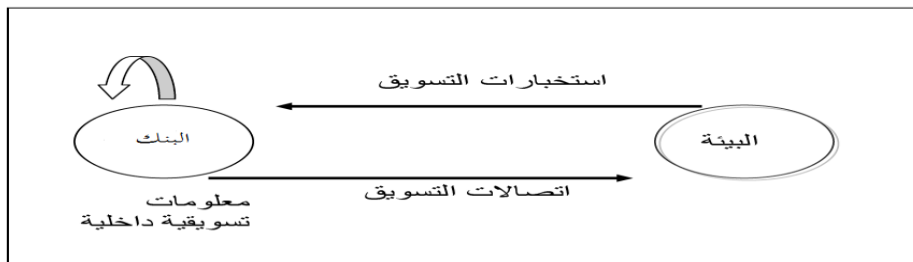 استخبارات التسويق
البنك
البيئة
اتصالات التسويق
معلومات
تسويقية داخلية